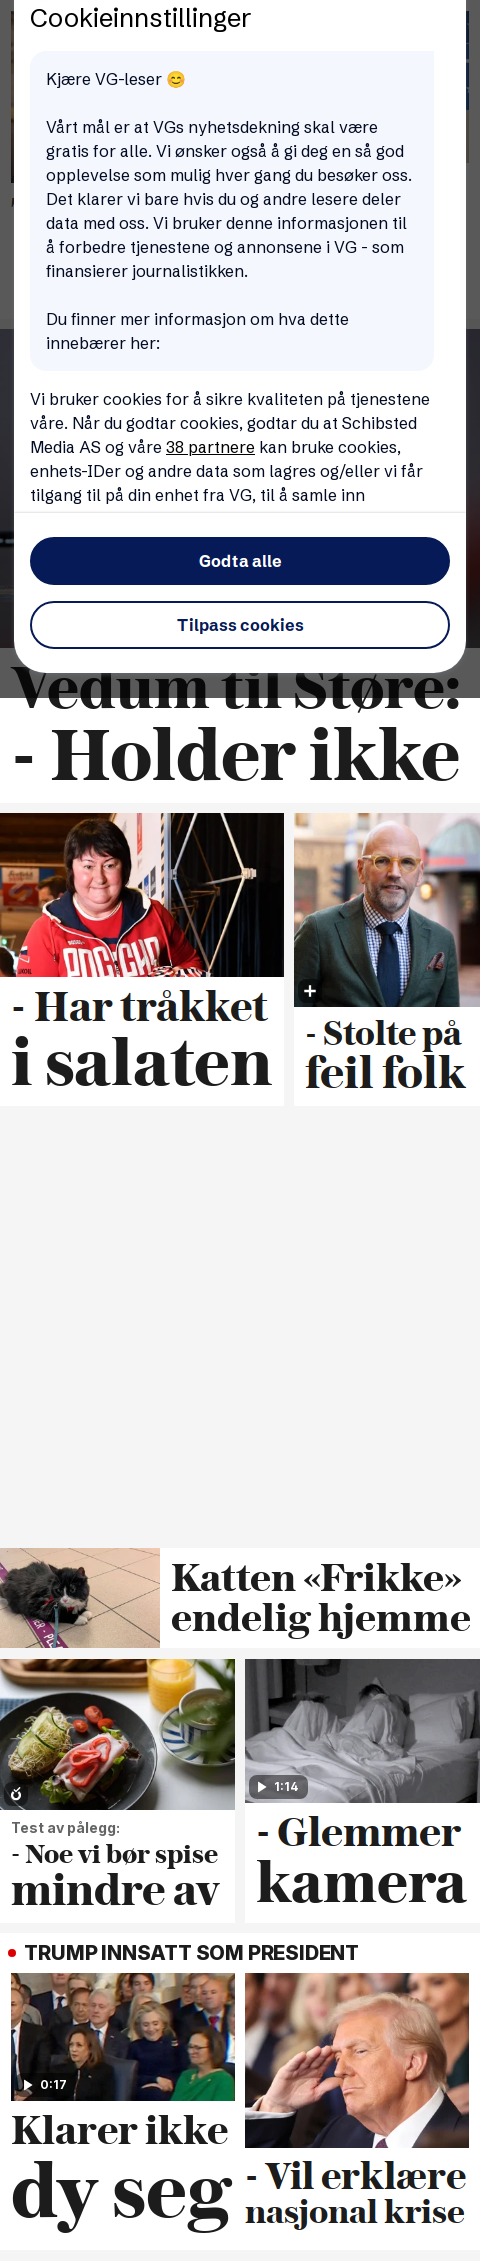 Cookieinnstillinger
Kjære VG-leser 😊
Vårt mål er at VGs nyhetsdekning skal være
gratis for alle. Vi ønsker også å gi deg en så god
opplevelse som mulig hver gang du besøker oss.
Det klarer vi bare hvis du og andre lesere deler
data med oss. Vi bruker denne informasjonen til
å forbedre tjenestene og annonsene i VG - som
finansierer journalistikken.
Du finner mer informasjon om hva dette
innebærer her:
Vi bruker cookies for å sikre kvaliteten på tjenestene
våre. Når du godtar cookies, godtar du at Schibsted
Media AS og våre 38 partnere kan bruke cookies,
enhets-IDer og andre data som lagres og/eller vi får
tilgang til på din enhet fra VG, til å samle inn
Godta alle
Tilpass cookies
Vedum til Støre:
- Holder ikke
РОССИЯ
- Har tråkket
i salaten
- Stolte på
feil folk
Katten «Frikke»
endelig hjemme
Test av pålegg:
- Noe vi bør spise
mindre av
1:14
- Glemmer
kamera
TRUMP INNSATT SOM PRESIDENT
0:17
Klarer ikke
dy seg
- Vil erklære
nasjonal krise